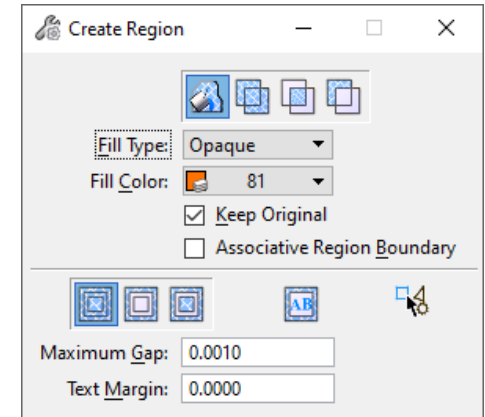 Create Region
Fill Type: Opaque
Fill Color: 81
Keep Original
Associative Region Boundary
AB
Maximum Gap: 0.0010
Text Margin: 0.0000